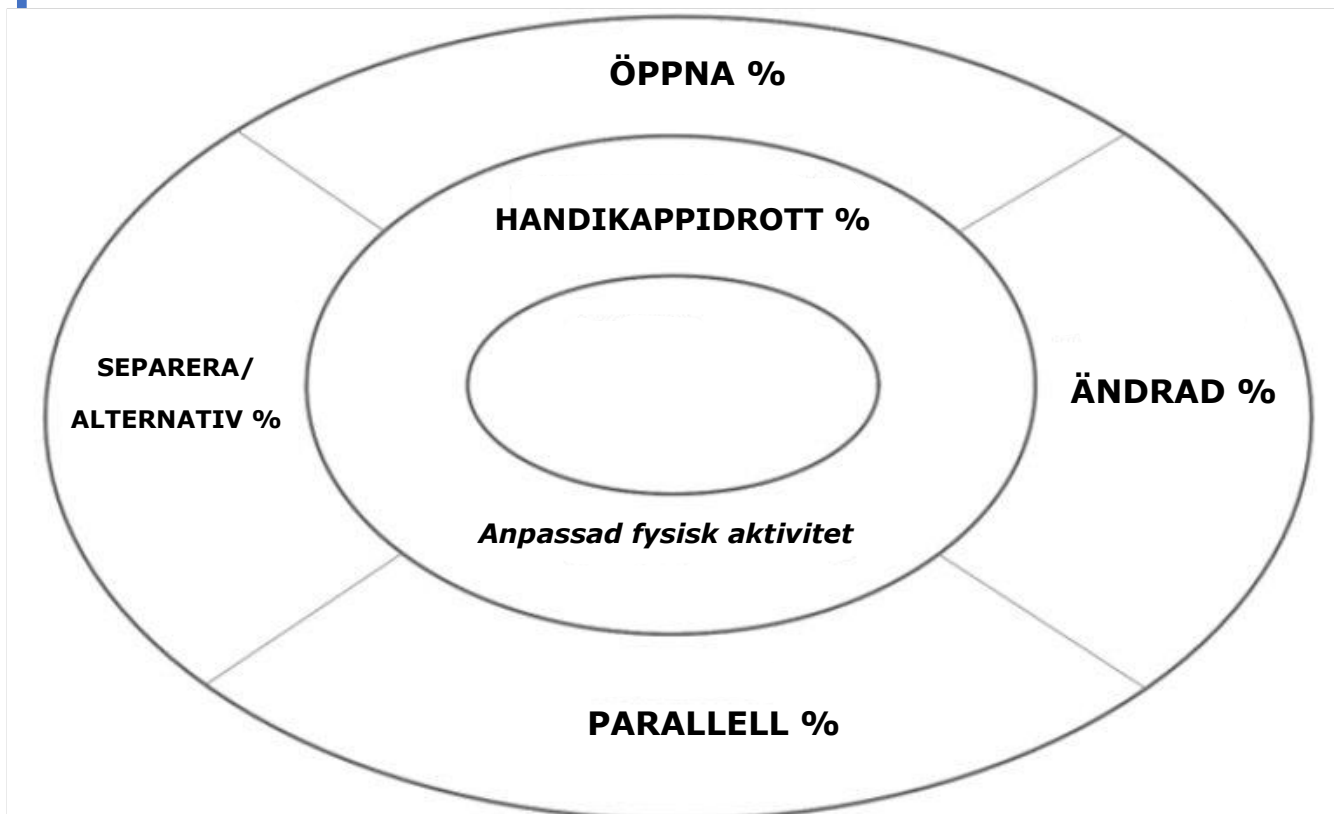 ÖPPNA %
HANDIKAPPIDROTT %
SEPARERA/
ALTERNATIV %
ÄNDRAD %
Anpassad fysisk aktivitet
PARALLELL %